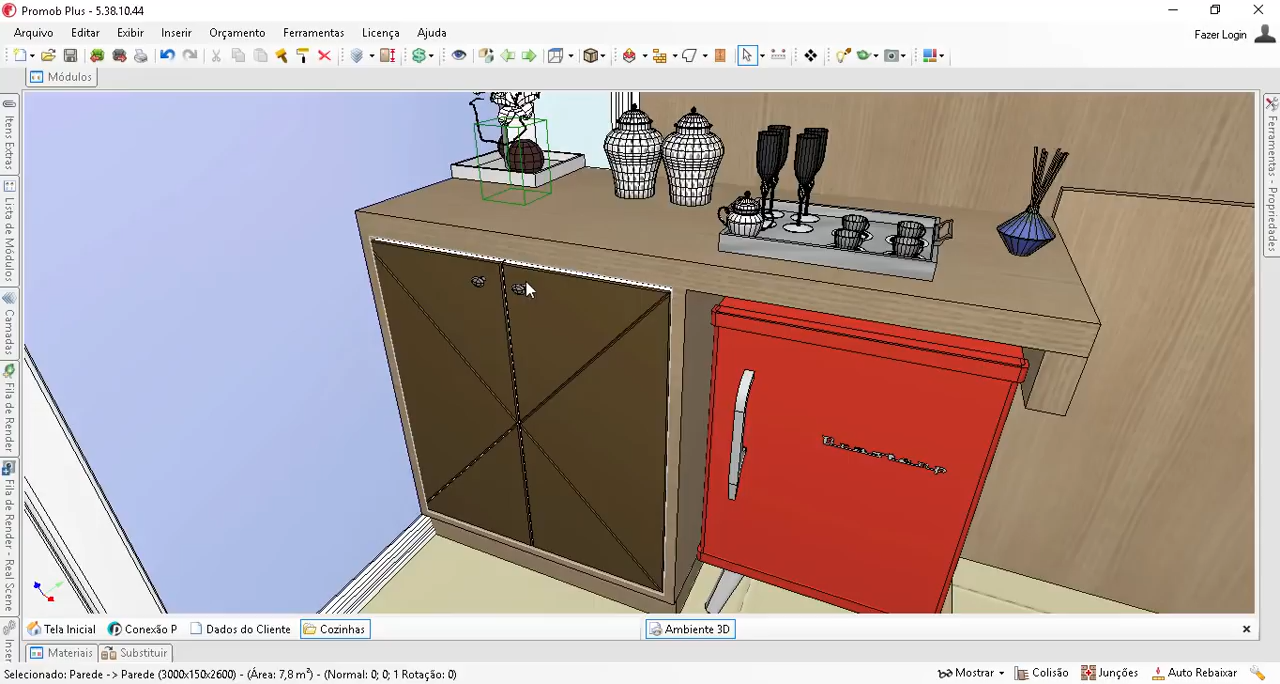 Promob Plus - 5.38.10.44
Arquivo Editar Exibir Inserir Orçamento Ferramentas Licença Ajuda
Fazer Login
Módulos
Itens Extras
Lista de Módulos
Camadas
Fila de Render
Fila de Render - Real Scene
Inser
Ferramentas - Propriedades
Brastemp
Tela Inicial Conexão P Dados do Cliente Cozinhas Ambiente 3D
Materiais Substituir
Selecionado: Parede -> Parede (3000x150x2600) - (Área: 7,8 m²) - (Normal: 0; 0; 1 Rotação: 0)
Mostrar Colisão Junções Auto Rebaixar